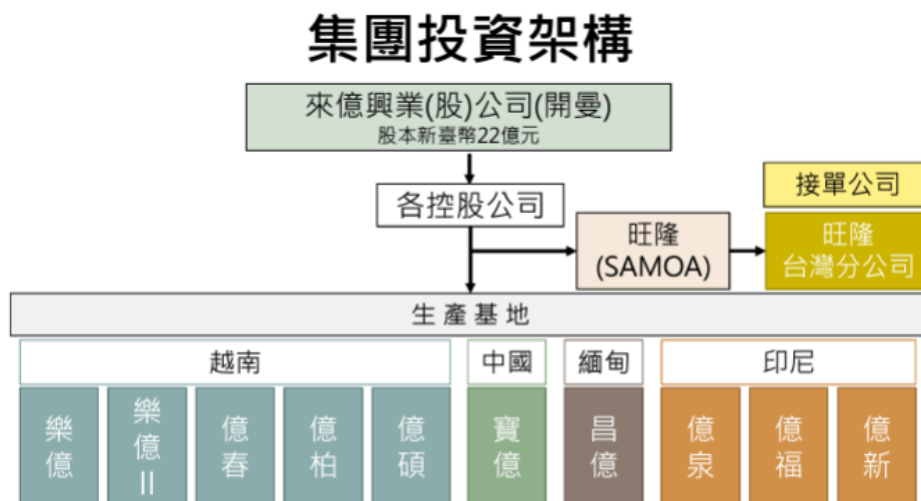 集團投資架構
來億興業(股)公司(開曼)
股本新臺幣22億元
各控股公司
接單公司
旺隆
(SAMOA)
旺隆
台灣分公司
生產基地
越南
中國
緬甸
印尼
樂億
樂億II
億春
億柏
億碩
寶億
昌億
億泉
億福
億新